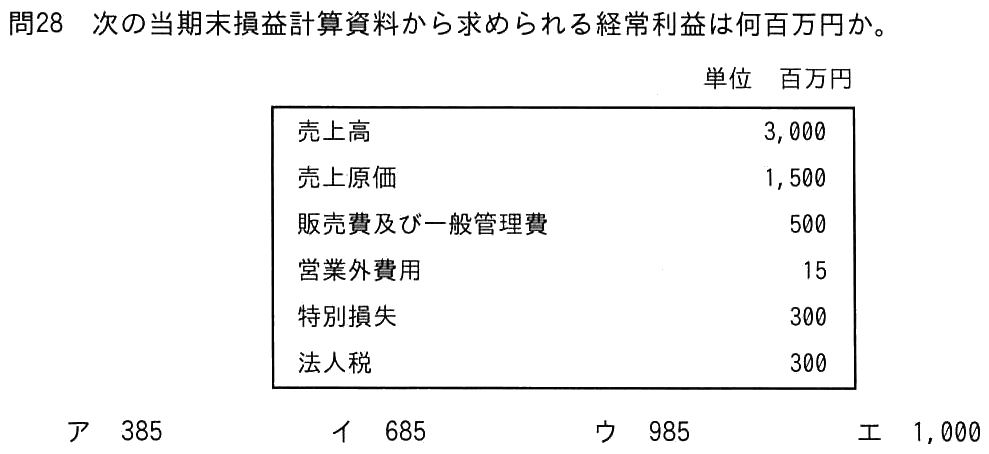 問28　次の当期末損益計算資料から求められる経常利益は何百万円か。
単位　百万円
売上高　3,000
売上原価　1,500
販売費及び一般管理費　500
営業外費用　15
特別損失　300
法人税　300
ア　385　イ　685　ウ　985　エ　1,000